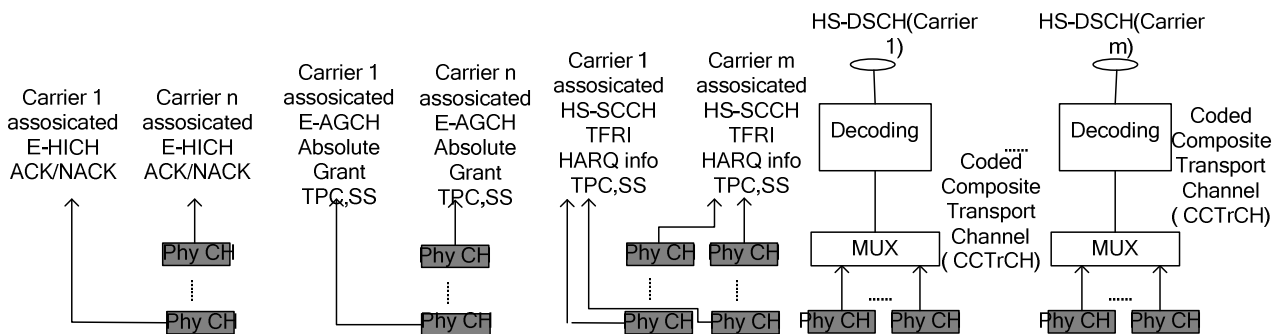 Carrier 1
assosicated
E-HICH
ACK/NACK
Carrier n
assosicated
E-HICH
ACK/NACK
Phy CH
......
Phy CH
Carrier 1
assosicated
E-AGCH
Absolute
Grant
TPC,SS
Carrier n
assosicated
E-AGCH
Absolute
Grant
TPC,SS
Phy CH
......
Phy CH
Carrier 1
assosicated
HS-SCCH
TFRI
HARQ info
TPC,SS
Carrier m
assosicated
HS-SCCH
TFRI
HARQ info
TPC,SS
Phy CH
Phy CH
......
......
Phy CH
Phy CH
HS-DSCH(Carrier
1)
Decoding
Coded
Composite
Transport
Channel
( CCTrCH)
MUX
......
Phy CH
Phy CH
......
HS-DSCH(Carrier
m)
Decoding
Coded
Composite
Transport
Channel
( CCTrCH)
MUX
......
Phy CH
Phy CH